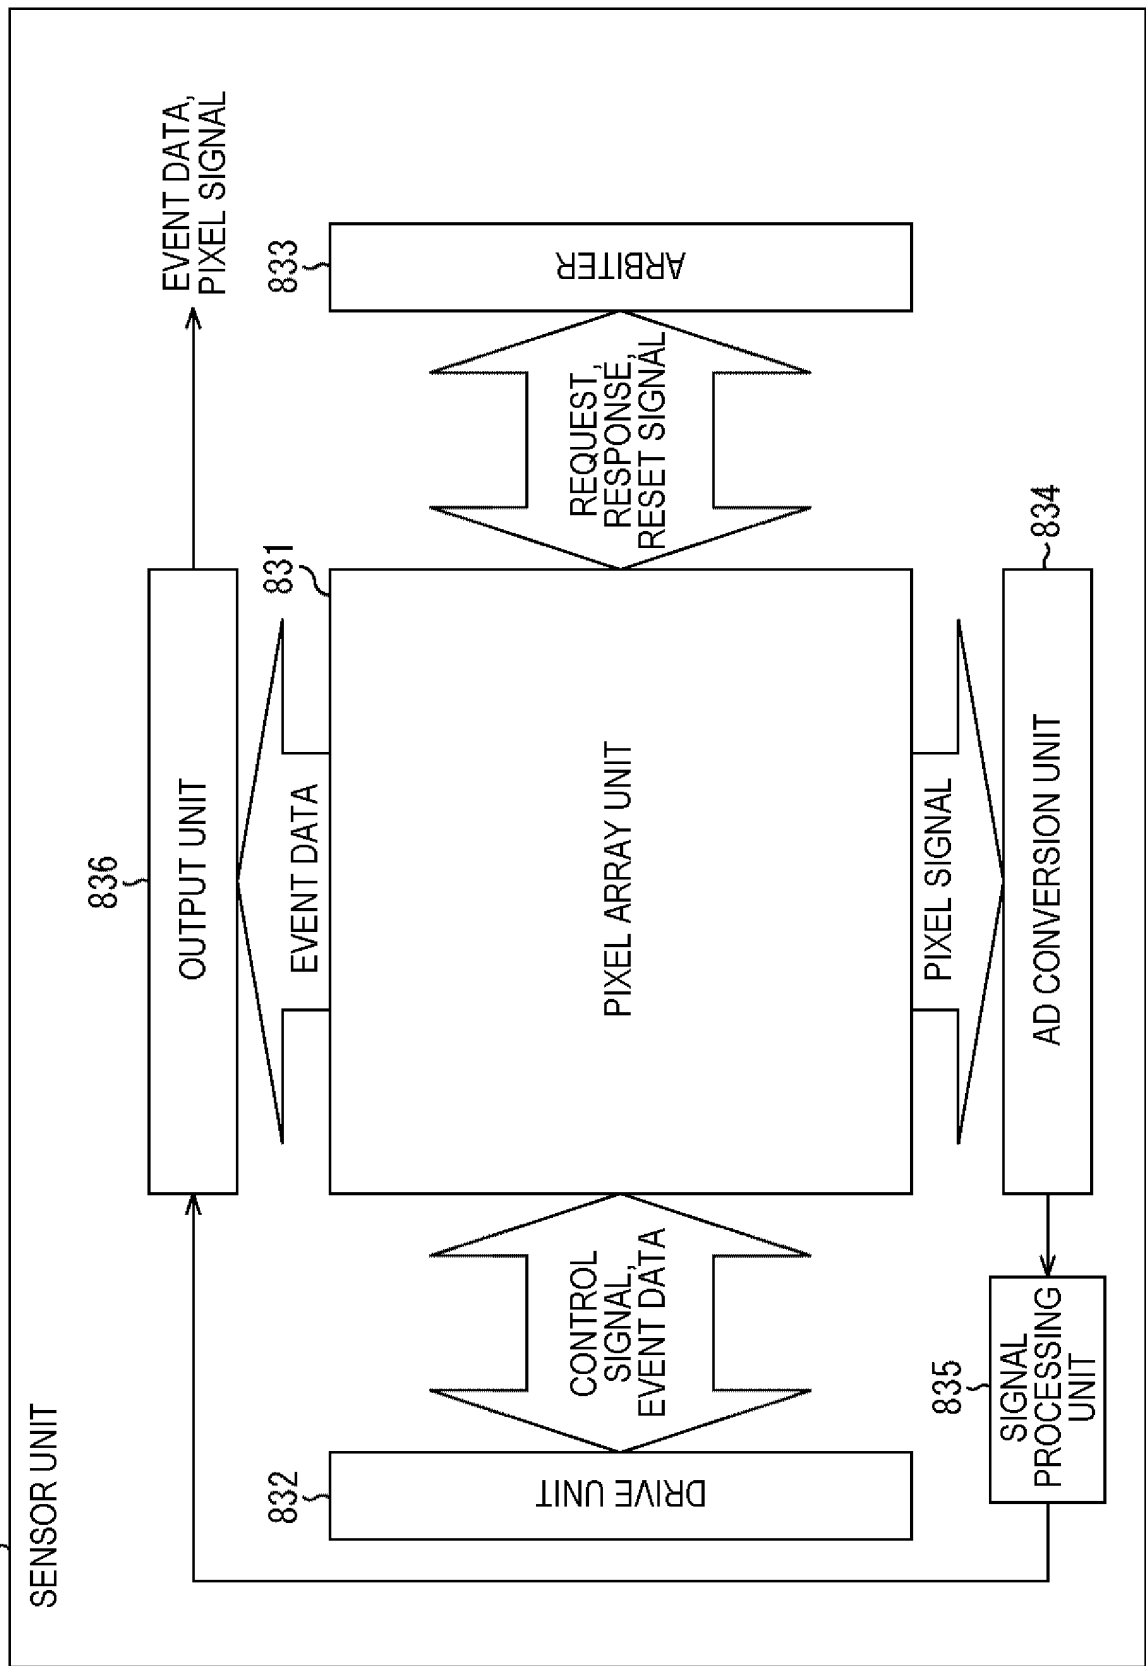 SENSOR UNIT
EVENT DATA,
PIXEL SIGNAL
836
OUTPUT UNIT
EVENT DATA
831
832
DRIVE UNIT
CONTROL
SIGNAL,
EVENT DATA
PIXEL ARRAY UNIT
REQUEST,
RESPONSE,
RESET SIGNAL
833
ARBITER
PIXEL SIGNAL
834
AD CONVERSION UNIT
835
SIGNAL
PROCESSING
UNIT